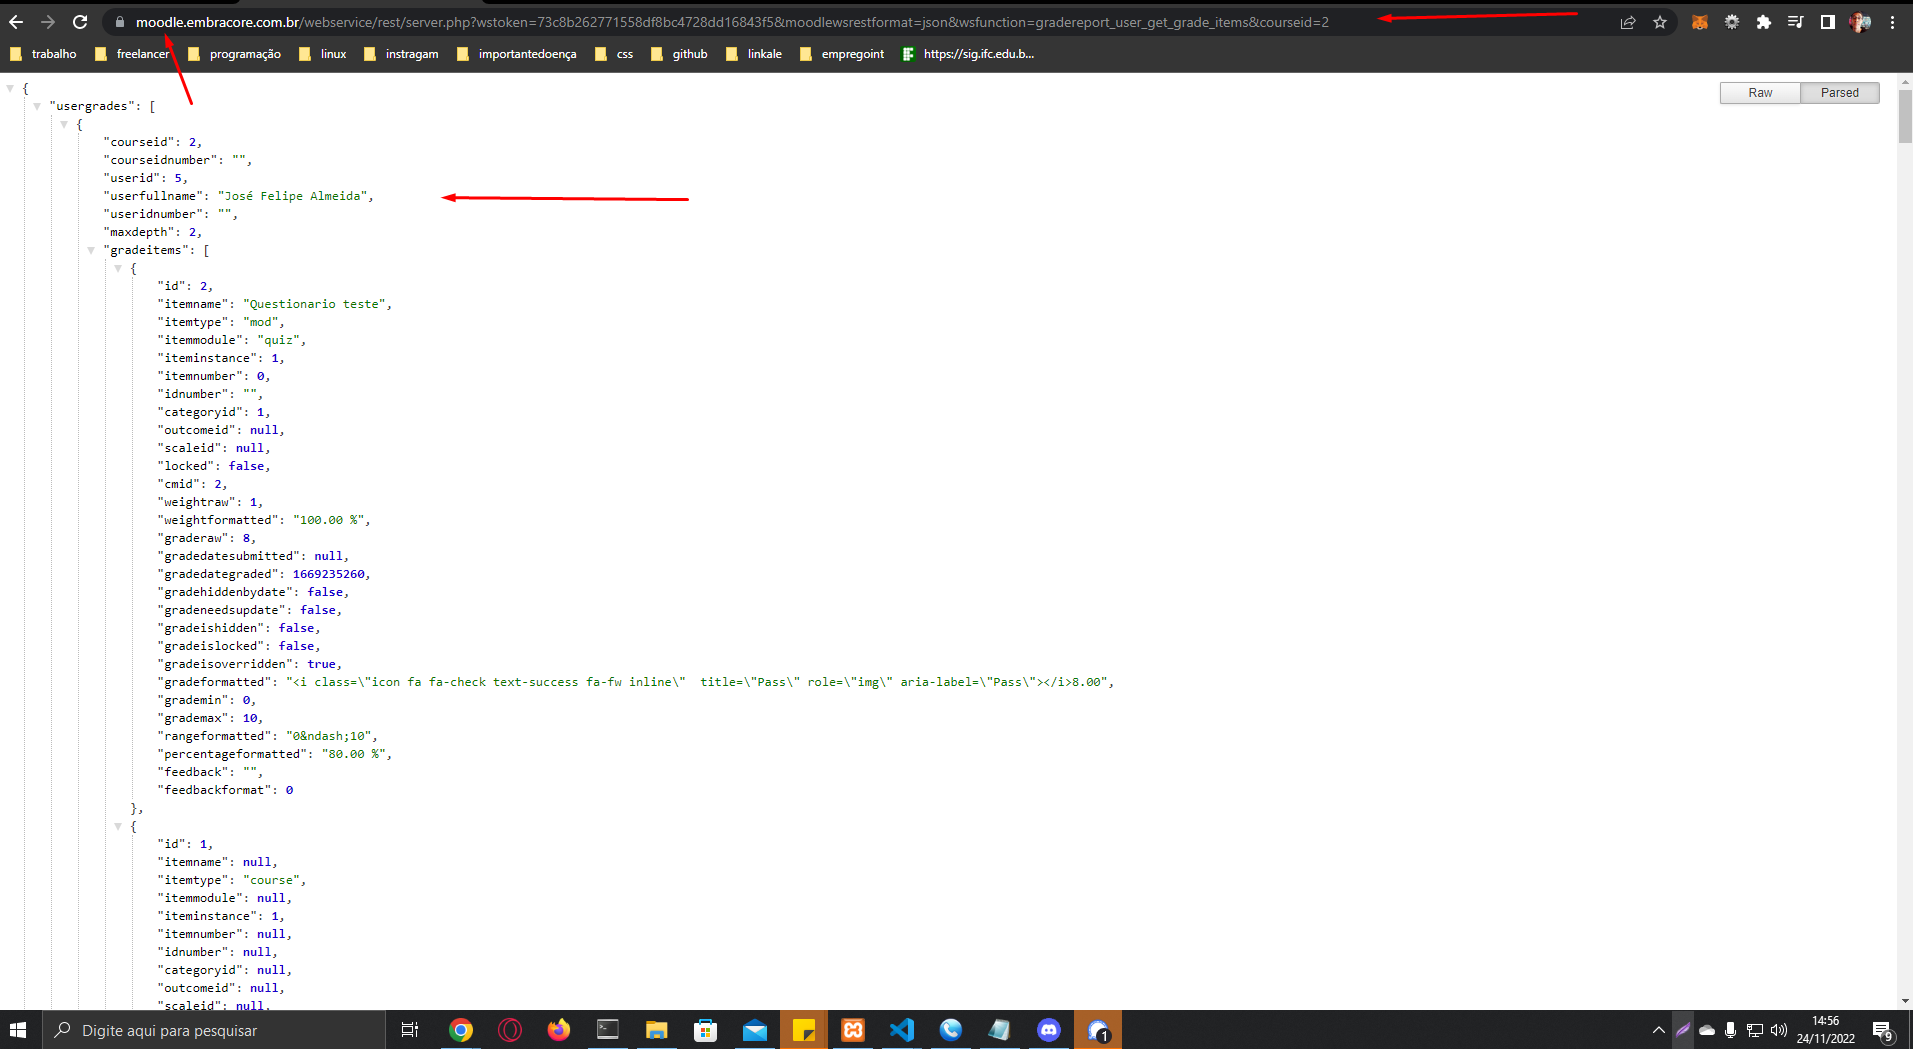 moodle.embracore.com.br/webservice/rest/server.php?wstoken=73c8b262771558df8bc4728dd16843f5&moodlewsrestformat=json&wsfunction=gradereport_user_get_grade_items&courseid=2
trabalho freelancer programação linux instragam importantedoença css github linkale empregoint https://sig.ifc.edu.b...
Raw Parsed
{
"usergrades": [
{
"courseid": 2,
"courseidnumber": "",
"userid": 5,
"userfullname": "José Felipe Almeida",
"useridnumber": "",
"maxdepth": 2,
"gradeitems": [
{
"id": 2,
"itemname": "Questionario teste",
"itemtype": "mod",
"itemmodule": "quiz",
"iteminstance": 1,
"itemnumber": 0,
"idnumber": "",
"categoryid": 1,
"outcomeid": null,
"scaleid": null,
"locked": false,
"cmid": 2,
"weightraw": 1,
"weightformatted": "100.00 %",
"graderaw": 8,
"gradedatesubmitted": null,
"gradedategraded": 1669235260,
"gradehiddenbydate": false,
"gradeneedsupdate": false,
"gradeishidden": false,
"gradeislocked": false,
"gradeisoverridden": true,
"gradeformatted": "<i class=\"icon fa fa-check text-success fa-fw inline\"  title=\"Pass\" role=\"img\" aria-label=\"Pass\"></i>8.00",
"grademin": 0,
"grademax": 10,
"rangeformatted": "0&ndash;10",
"percentageformatted": "80.00 %",
"feedback": "",
"feedbackformat": 0
},
{
"id": 1,
"itemname": null,
"itemtype": "course",
"itemmodule": null,
"iteminstance": 1,
"itemnumber": null,
"idnumber": null,
"categoryid": null,
"outcomeid": null,
"scaleid": null,
Digite aqui para pesquisar
1
14:56
24/11/2022
9